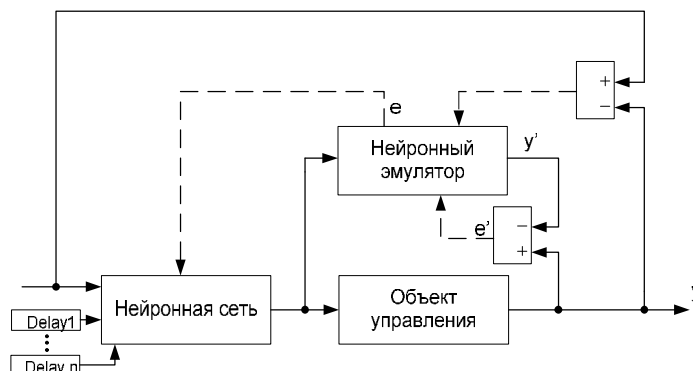 +
−
e
y'
Нейронный
эмулятор
e'
−
+
Нейронная сеть
Объект
управления
y
Delay1
Delay n